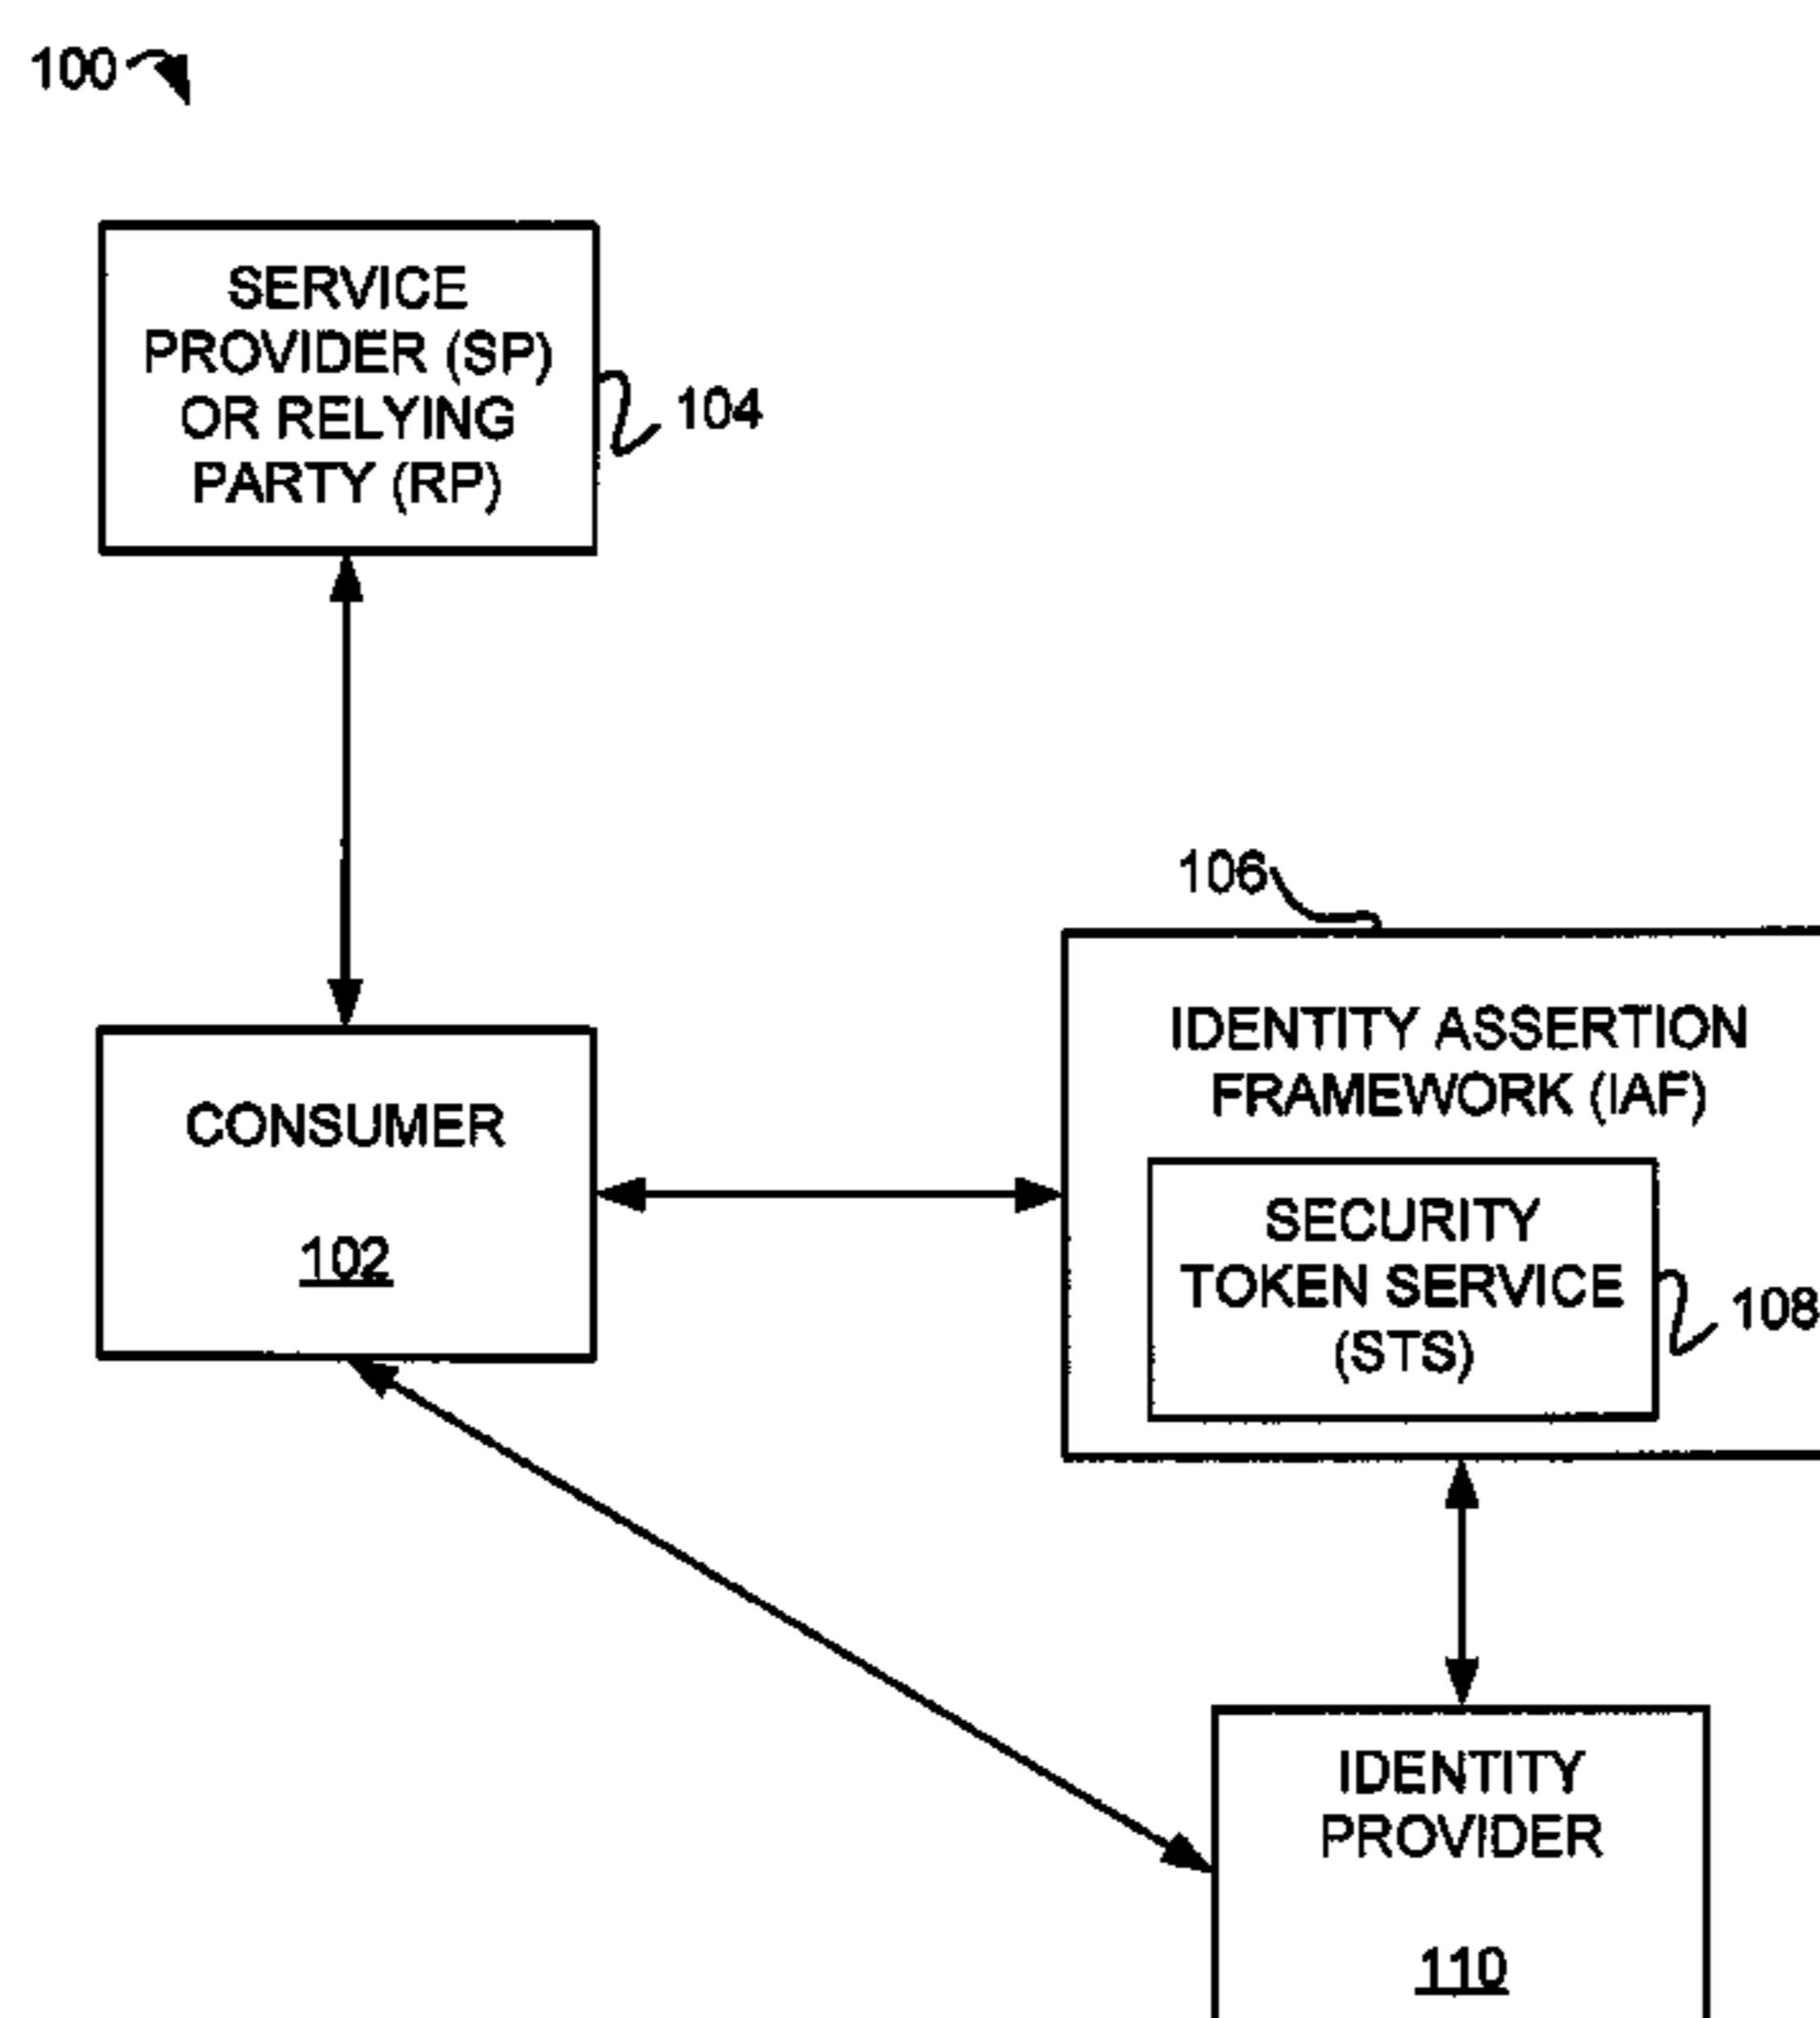 100
SERVICE
PROVIDER (SP)
OR RELYING
PARTY (RP)
104
106
IDENTITY ASSERTION
FRAMEWORK (IAF)
CONSUMER
102
SECURITY
TOKEN SERVICE
(STS)
108
IDENTITY
PROVIDER
110